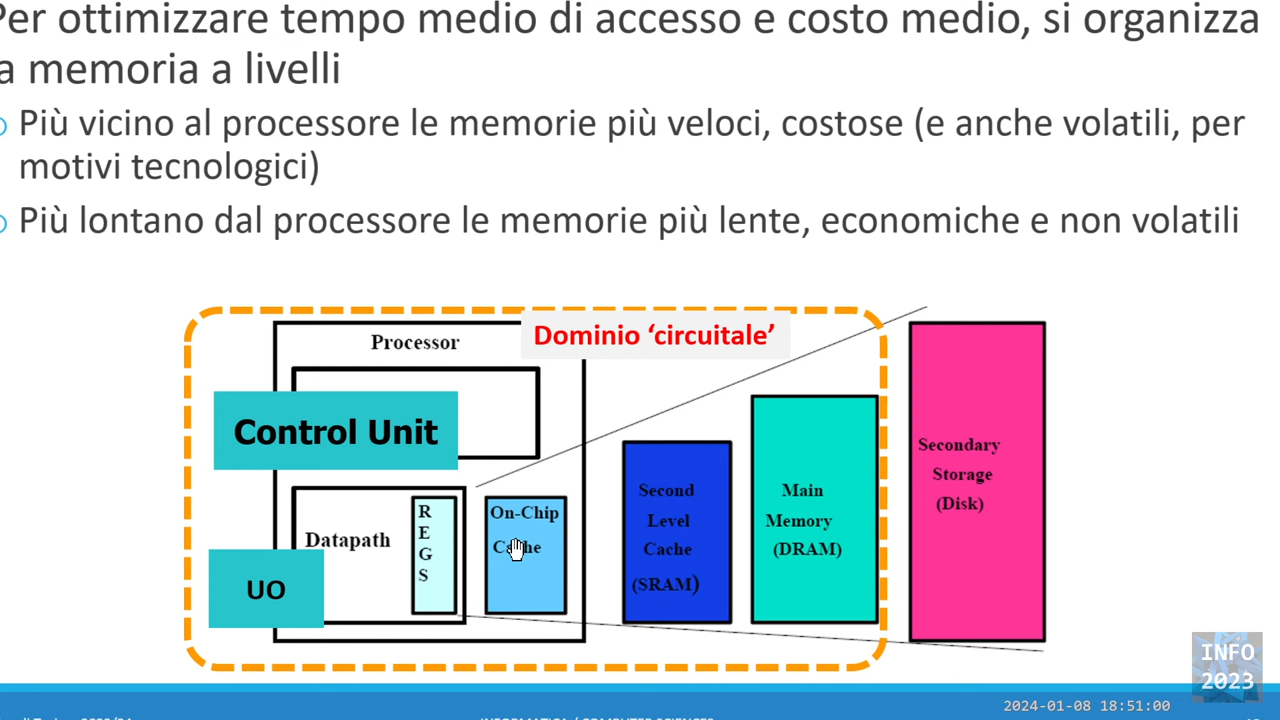 Per ottimizzare tempo medio di accesso e costo medio, si organizza
a memoria a livelli
Più vicino al processore le memorie più veloci, costose (e anche volatili, per
motivi tecnologici)
Più lontano dal processore le memorie più lente, economiche e non volatili
Dominio ‘circuitale’
Processor
Control Unit
Datapath
R
E
G
S
UO
On-Chip
Cache
Second
Level
Cache
(SRAM)
Main
Memory
(DRAM)
Secondary
Storage
(Disk)
INFO
2023
2024-01-08 18:51:00